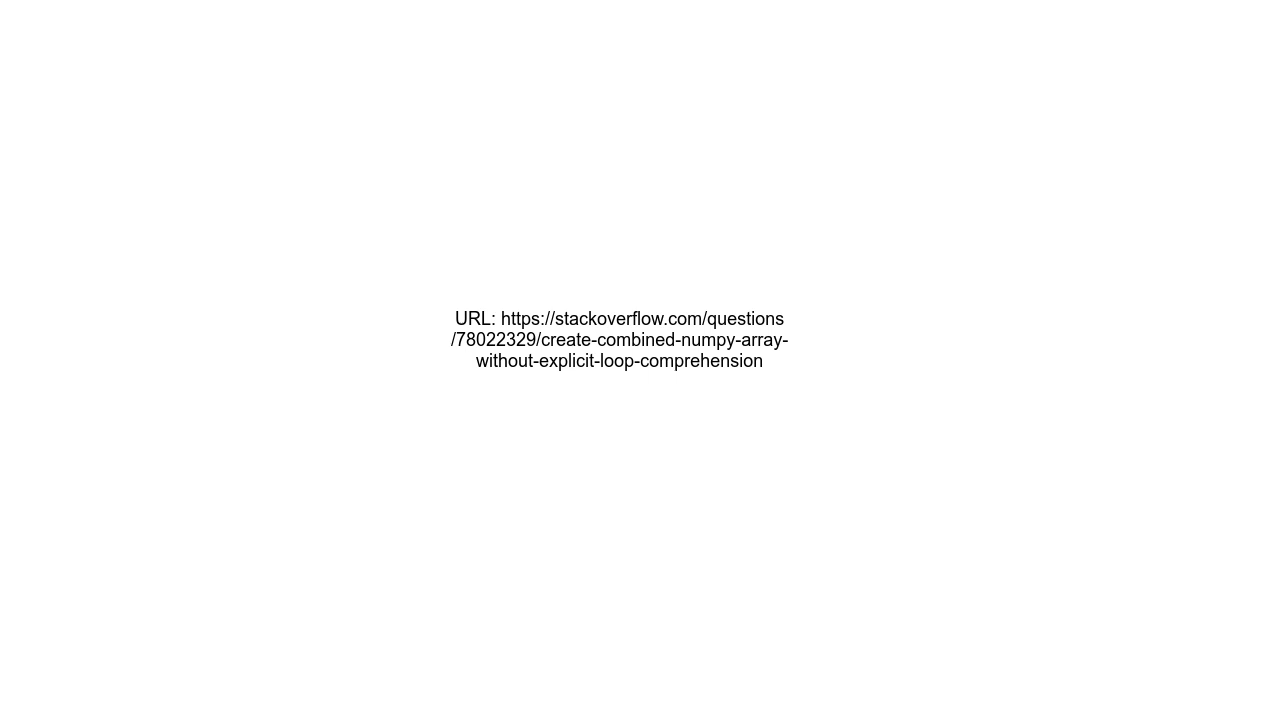 URL: https://stackoverflow.com/questions
/78022329/create-combined-numpy-array-
without-explicit-loop-comprehension